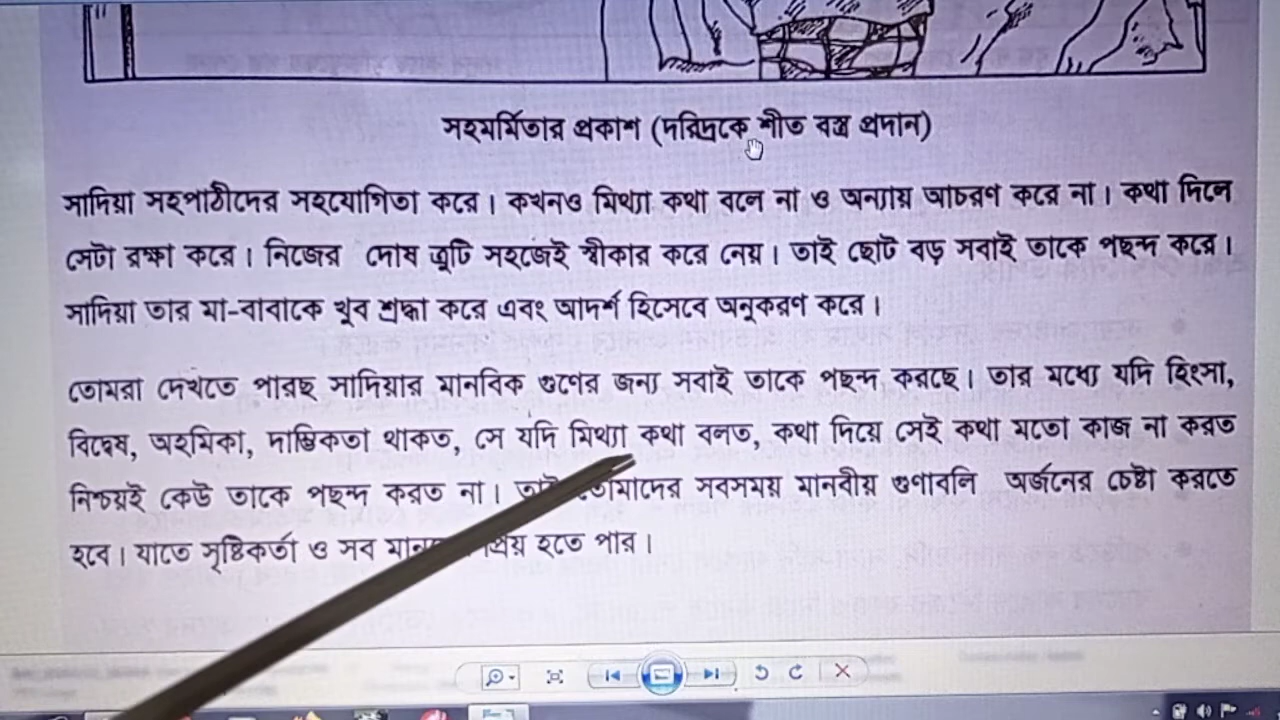 সহমর্মিতার প্রকাশ (দরিদ্রকে শীত বস্ত্র প্রদান)
সাদিয়া সহপাঠীদের সহযোগিতা করে। কখনও মিথ্যা কথা বলে না ও অন্যায় আচরণ করে না। কথা দিলে
সেটা রক্ষা করে। নিজের দোষ ত্রুটি সহজেই স্বীকার করে নেয়। তাই ছোট বড় সবাই তাকে পছন্দ করে।
সাদিয়া তার মা-বাবাকে খুব শ্রদ্ধা করে এবং আদর্শ হিসেবে অনুকরণ করে।
তোমরা দেখতে পারছ সাদিয়ার মানবিক গুণের জন্য সবাই তাকে পছন্দ করছে। তার মধ্যে যদি হিংসা,
বিদ্বেষ, অহমিকা, দাম্ভিকতা থাকত, সে যদি মিথ্যা কথা বলত, কথা দিয়ে সেই কথা মতো কাজ না করত
নিশ্চয়ই কেউ তাকে পছন্দ করত না। তাই তোমাদের সবসময় মানবীয় গুণাবলি অর্জনের চেষ্টা করতে
হবে। যাতে সৃষ্টিকর্তা ও সব হতে পার।